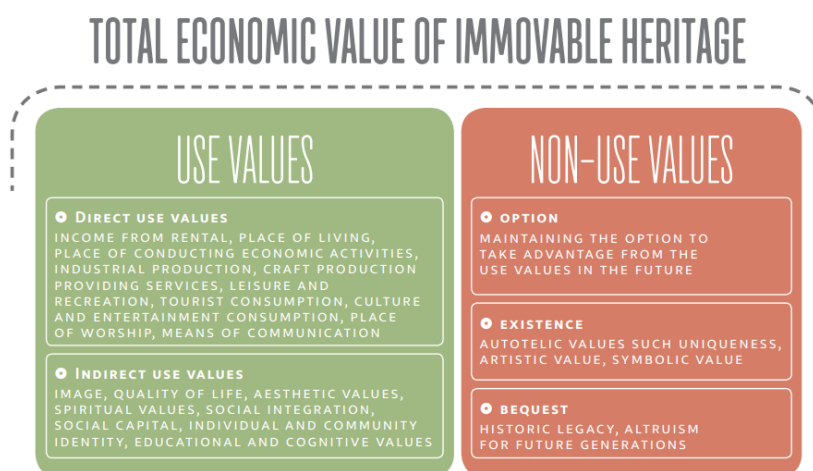 TOTAL ECONOMIC VALUE OF IMMOVABLE HERITAGE
USE VALUES
DIRECT USE VALUES
INCOME FROM RENTAL, PLACE OF LIVING,
PLACE OF CONDUCTING ECONOMIC ACTIVITIES,
INDUSTRIAL PRODUCTION, CRAFT PRODUCTION
PROVIDING SERVICES, LEISURE AND
RECREATION, TOURIST CONSUMPTION, CULTURE
AND ENTERTAINMENT CONSUMPTION, PLACE
OF WORSHIP, MEANS OF COMMUNICATION
INDIRECT USE VALUES
IMAGE, QUALITY OF LIFE, AESTHETIC VALUES,
SPIRITUAL VALUES, SOCIAL INTEGRATION,
SOCIAL CAPITAL, INDIVIDUAL AND COMMUNITY
IDENTITY, EDUCATIONAL AND COGNITIVE VALUES
NON-USE VALUES
OPTION
MAINTAINING THE OPTION TO
TAKE ADVANTAGE FROM THE
USE VALUES IN THE FUTURE
EXISTENCE
AUTOTELIC VALUES SUCH UNIQUENESS,
ARTISTIC VALUE, SYMBOLIC VALUE
BEQUEST
HISTORIC LEGACY, ALTRUISM
FOR FUTURE GENERATIONS